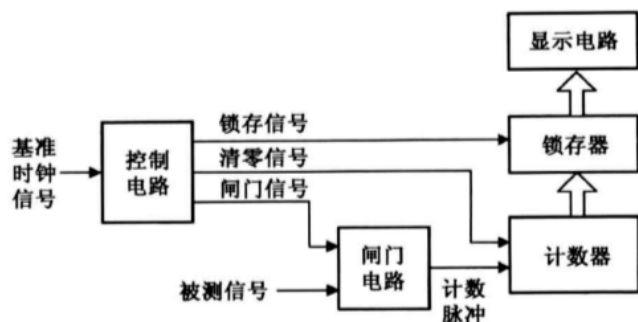 显示电路
锁存信号
锁存器
基准
时钟
信号
控制
电路
清零信号
闸门信号
计数器
闸门
电路
被测信号
计数
脉冲